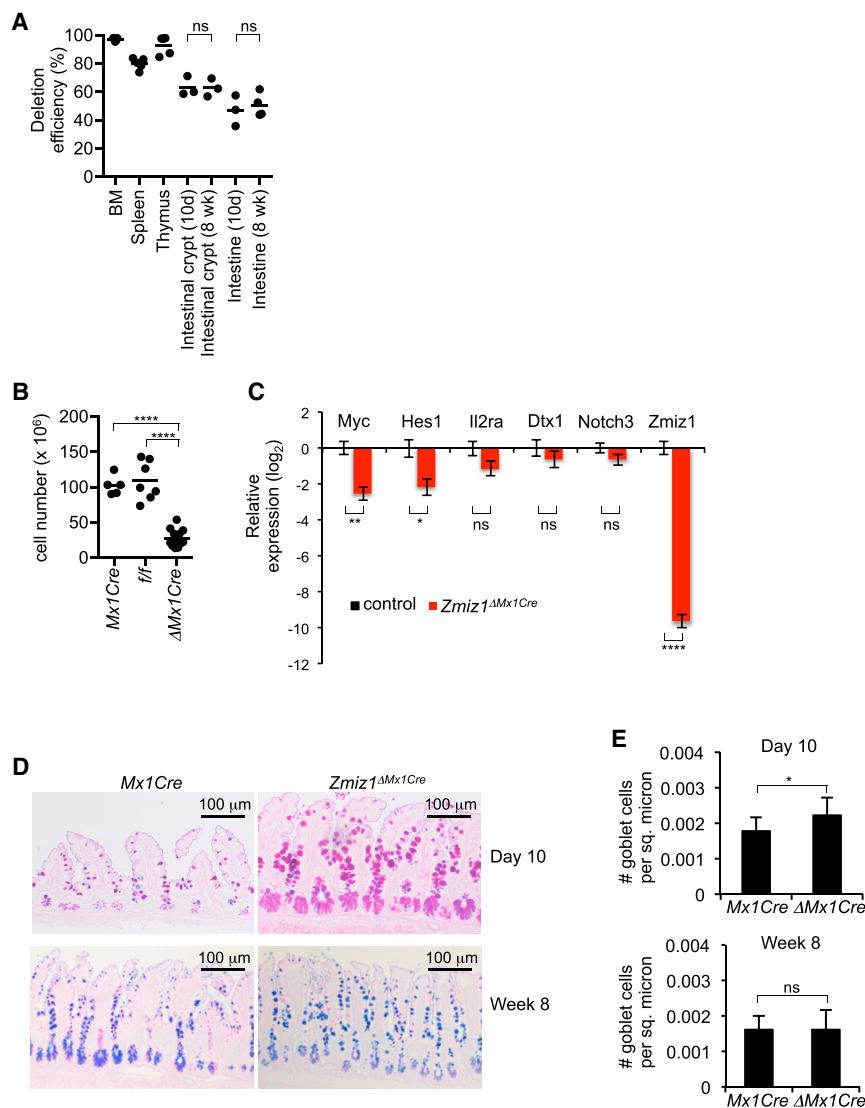 A
Deletion
efficiency (%)
100
80
60
40
20
0
ns
ns
BM
Spleen
Thymus
Intestinal crypt (10d)
Intestinal crypt (8 wk)
Intestine (10d)
Intestine (8 wk)
B
cell number (x 10⁶)
200
150
100
50
0
****
****
Mx1Cre
f/f
ΔMx1Cre
C
Relative
expression (log₂)
2
0
-2
-4
-6
-8
-10
-12
Myc Hes1 Il2ra Dtx1 Notch3 Zmiz1
** * ns ns ns ****
control Zmiz1ΔMx1Cre
D
Mx1Cre Zmiz1ΔMx1Cre
100 μm 100 μm
Day 10
100 μm 100 μm
Week 8
E
Day 10
# goblet cells
per sq. micron
0.004
0.003
0.002
0.001
0
*
Mx1Cre ΔMx1Cre
Week 8
# goblet cells
per sq. micron
0.004
0.003
0.002
0.001
0
ns
Mx1Cre ΔMx1Cre